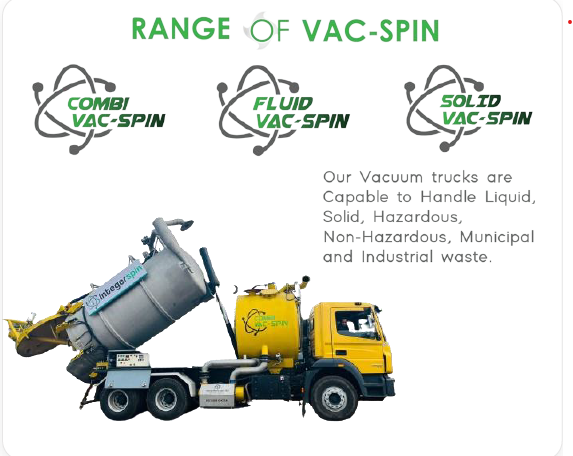 RANGE OF VAC-SPIN
COMBI
VAC-SPIN
FLUID
VAC-SPIN
SOLID
VAC-SPIN
Our Vacuum trucks are
Capable to Handle Liquid,
Solid, Hazardous,
Non-Hazardous, Municipal
and Industrial waste.
integerspin
COMBI
VAC-SPIN